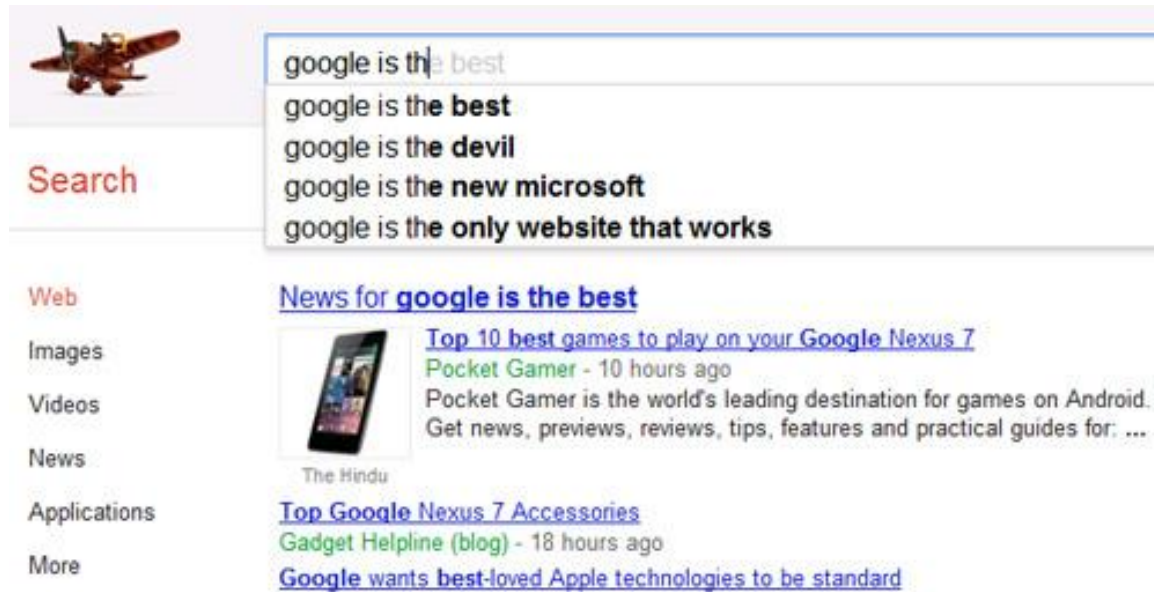 google is the best
google is the best
google is the devil
google is the new microsoft
google is the only website that works
Search
Web
Images
Videos
News
Applications
More
News for google is the best
Top 10 best games to play on your Google Nexus 7
Pocket Gamer - 10 hours ago
Pocket Gamer is the world's leading destination for games on Android.
Get news, previews, reviews, tips, features and practical guides for: ...
The Hindu
Top Google Nexus 7 Accessories
Gadget Helpline (blog) - 18 hours ago
Google wants best-loved Apple technologies to be standard